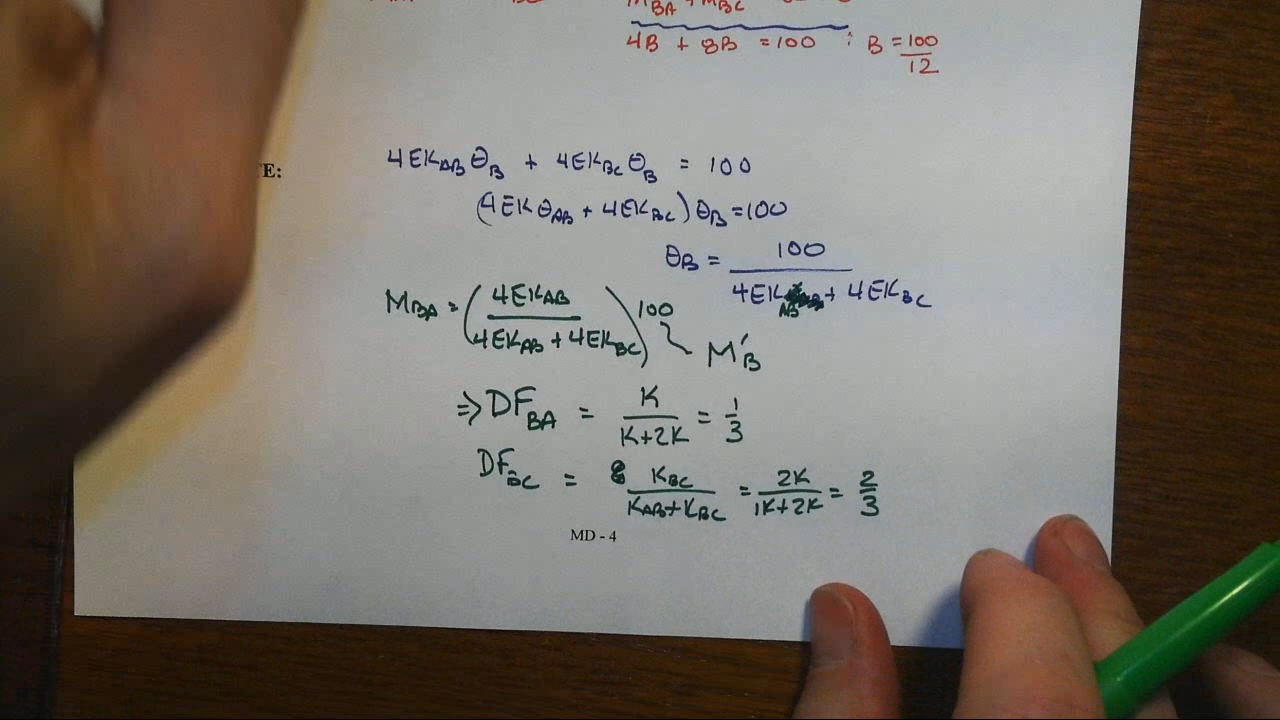 M_BA + M_BC
4B + 8B = 100 : B = 100/12
4EK_AB θ_B + 4EK_BC θ_B = 100
E:
(4EKθ_AB + 4EK_BC) θ_B = 100
θ_B = 100 / (4EK_AB + 4EK_BC)
M_BA = (4EK_AB / (4EK_AB + 4EK_BC)) 100
M'_B
⇒ DF_BA = K / (K+2K) = 1/3
DF_BC = K_BC / (K_AB + K_BC) = 2K / (1K+2K) = 2/3
MD - 4